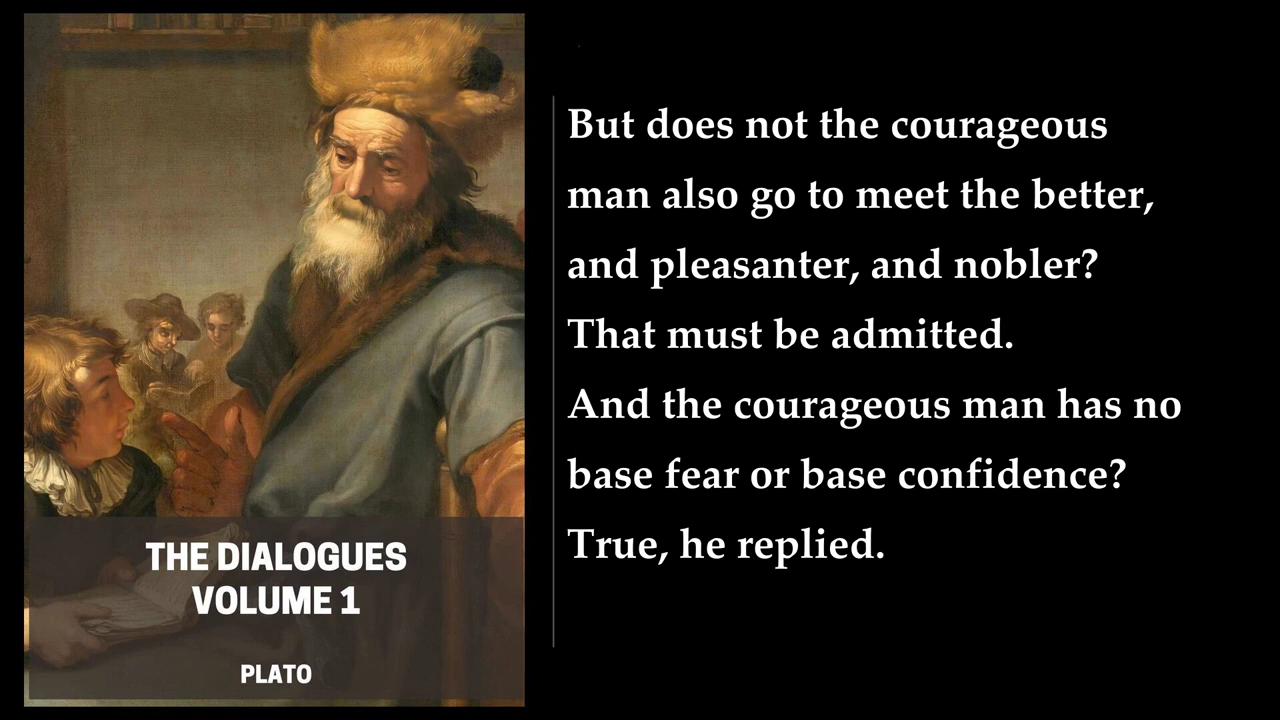 But does not the courageous
man also go to meet the better,
and pleasanter, and nobler?
That must be admitted.
And the courageous man has no
base fear or base confidence?
True, he replied.
THE DIALOGUES
VOLUME 1
PLATO